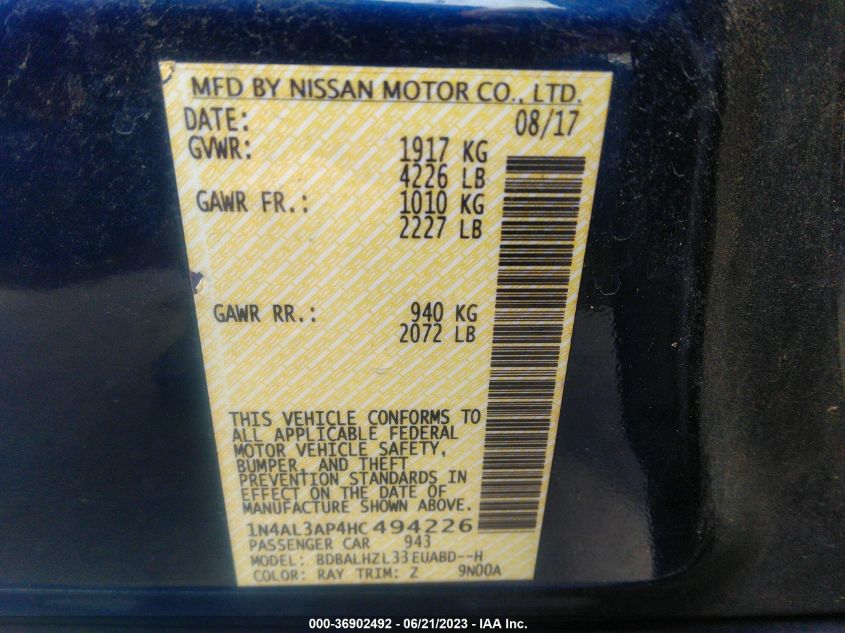 MFD BY NISSAN MOTOR CO., LTD.
DATE: 08/17
GVWR: 1917 KG
4226 LB
GAWR FR.: 1010 KG
2227 LB
GAWR RR.: 940 KG
2072 LB
THIS VEHICLE CONFORMS TO
ALL APPLICABLE FEDERAL
MOTOR VEHICLE SAFETY,
BUMPER, AND THEFT
PREVENTION STANDARDS IN
EFFECT ON THE DATE OF
MANUFACTURE SHOWN ABOVE.
1N4AL3AP4HC494226
PASSENGER CAR 943
MODEL: BDBALHZL33EUABD--H
COLOR: RAY TRIM: Z 9N00A
000-36902492 - 06/21/2023 - IAA Inc.